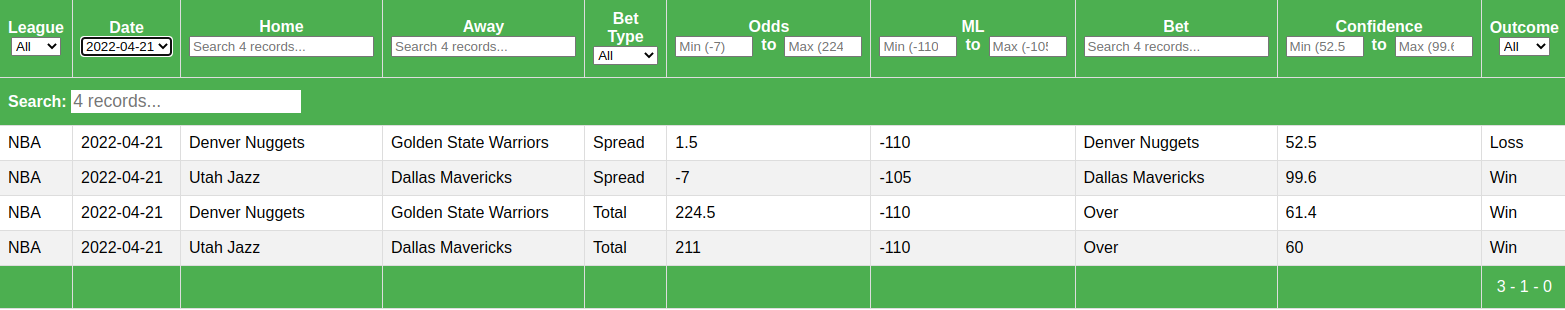 League Date Home Away Bet Type Odds ML Bet Confidence Outcome
All 2022-04-21 Search 4 records... Search 4 records... All Min (-7) to Max (224 Min (-110 to Max (-105 Search 4 records... Min (52.5 to Max (99.6 All
Search: 4 records...
NBA 2022-04-21 Denver Nuggets Golden State Warriors Spread 1.5 -110 Denver Nuggets 52.5 Loss
NBA 2022-04-21 Utah Jazz Dallas Mavericks Spread -7 -105 Dallas Mavericks 99.6 Win
NBA 2022-04-21 Denver Nuggets Golden State Warriors Total 224.5 -110 Over 61.4 Win
NBA 2022-04-21 Utah Jazz Dallas Mavericks Total 211 -110 Over 60 Win
3 - 1 - 0